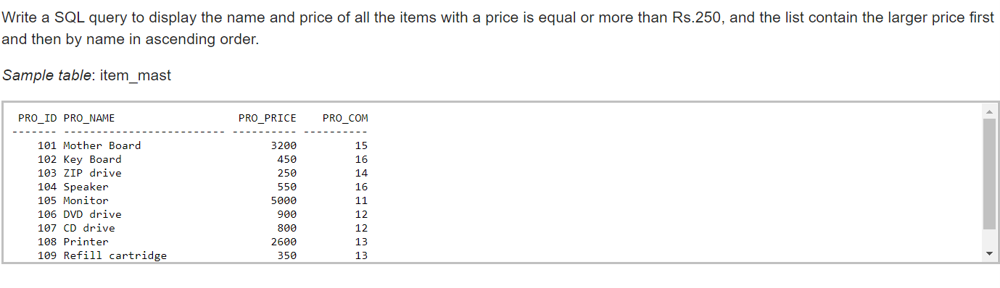 Write a SQL query to display the name and price of all the items with a price is equal or more than Rs.250, and the list contain the larger price first
and then by name in ascending order.
Sample table: item_mast
PRO_ID PRO_NAME                       PRO_PRICE    PRO_COM
------- ------------------------- ---------- ----------
101 Mother Board                    3200         15
102 Key Board                        450         16
103 ZIP drive                        250         14
104 Speaker                          550         16
105 Monitor                         5000         11
106 DVD drive                        900         12
107 CD drive                         800         12
108 Printer                         2600         13
109 Refill cartridge                 350         13